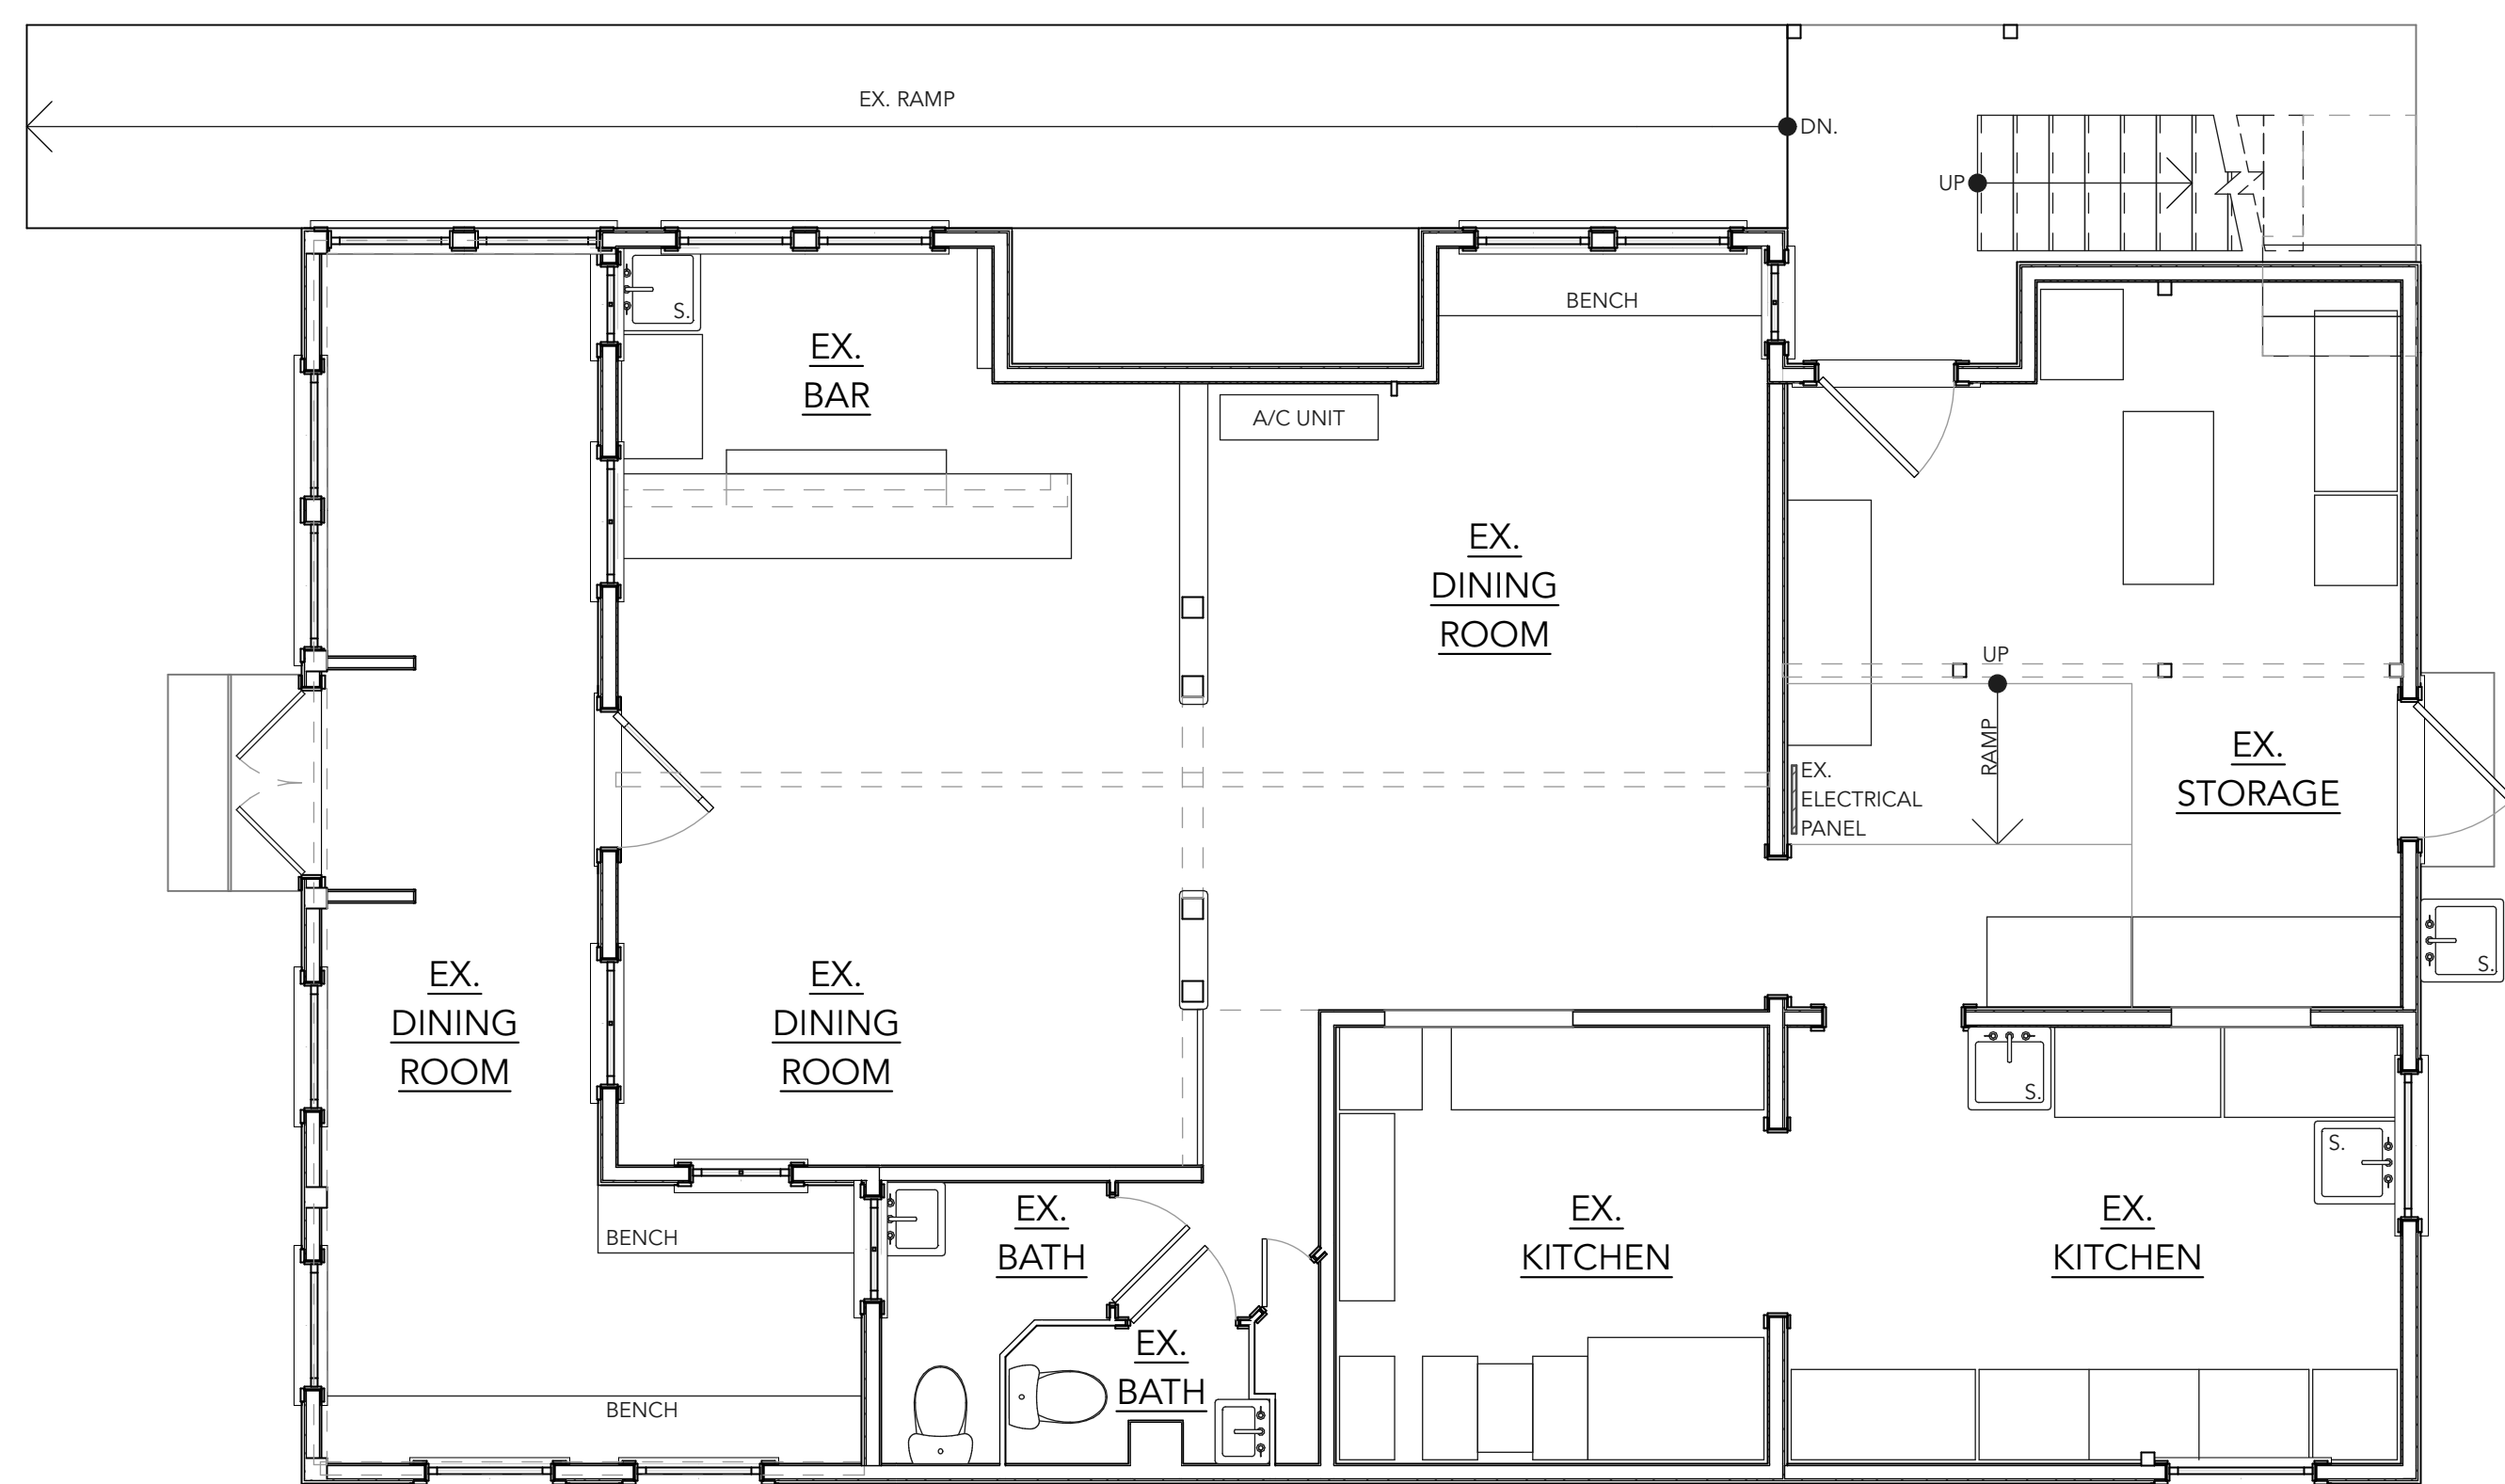 EX. RAMP
DN.
UP
S.
BENCH
EX.
BAR
A/C UNIT
EX.
DINING
ROOM
UP
RAMP
EX.
STORAGE
EX.
ELECTRICAL
PANEL
EX.
DINING
ROOM
EX.
DINING
ROOM
S.
S.
S.
EX.
BATH
BENCH
EX.
KITCHEN
EX.
KITCHEN
EX.
BATH
BENCH